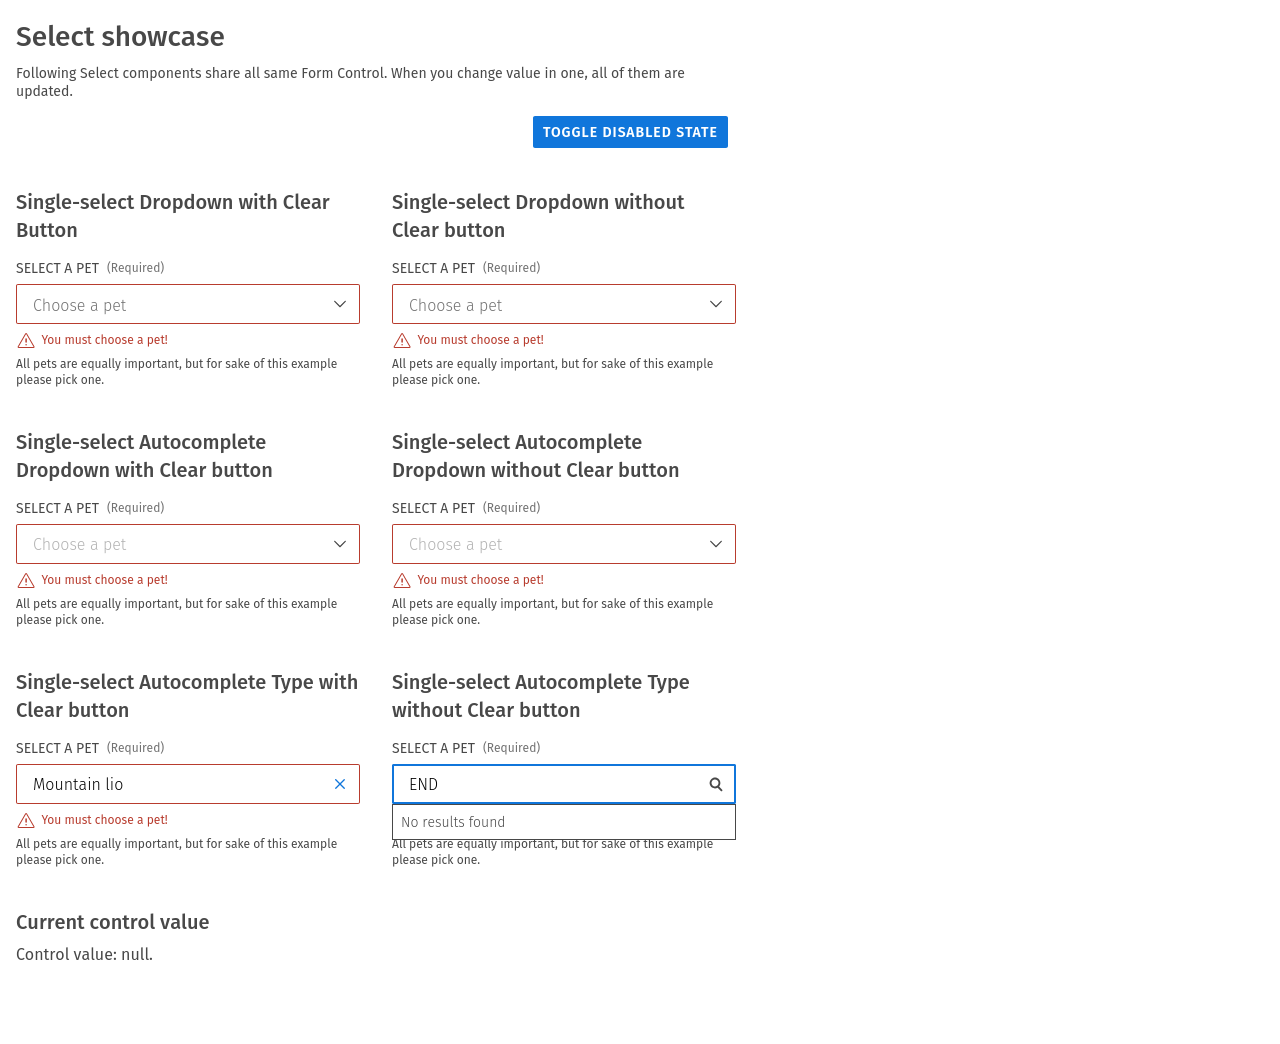 Select showcase
Following Select components share all same Form Control. When you change value in one, all of them are
updated.
TOGGLE DISABLED STATE
Single-select Dropdown with Clear
Button
SELECT A PET (Required)
Choose a pet
You must choose a pet!
All pets are equally important, but for sake of this example
please pick one.
Single-select Dropdown without
Clear button
SELECT A PET (Required)
Choose a pet
You must choose a pet!
All pets are equally important, but for sake of this example
please pick one.
Single-select Autocomplete
Dropdown with Clear button
SELECT A PET (Required)
Choose a pet
You must choose a pet!
All pets are equally important, but for sake of this example
please pick one.
Single-select Autocomplete
Dropdown without Clear button
SELECT A PET (Required)
Choose a pet
You must choose a pet!
All pets are equally important, but for sake of this example
please pick one.
Single-select Autocomplete Type with
Clear button
SELECT A PET (Required)
Mountain lio
You must choose a pet!
All pets are equally important, but for sake of this example
please pick one.
Single-select Autocomplete Type
without Clear button
SELECT A PET (Required)
END
No results found
All pets are equally important, but for sake of this example
please pick one.
Current control value
Control value: null.